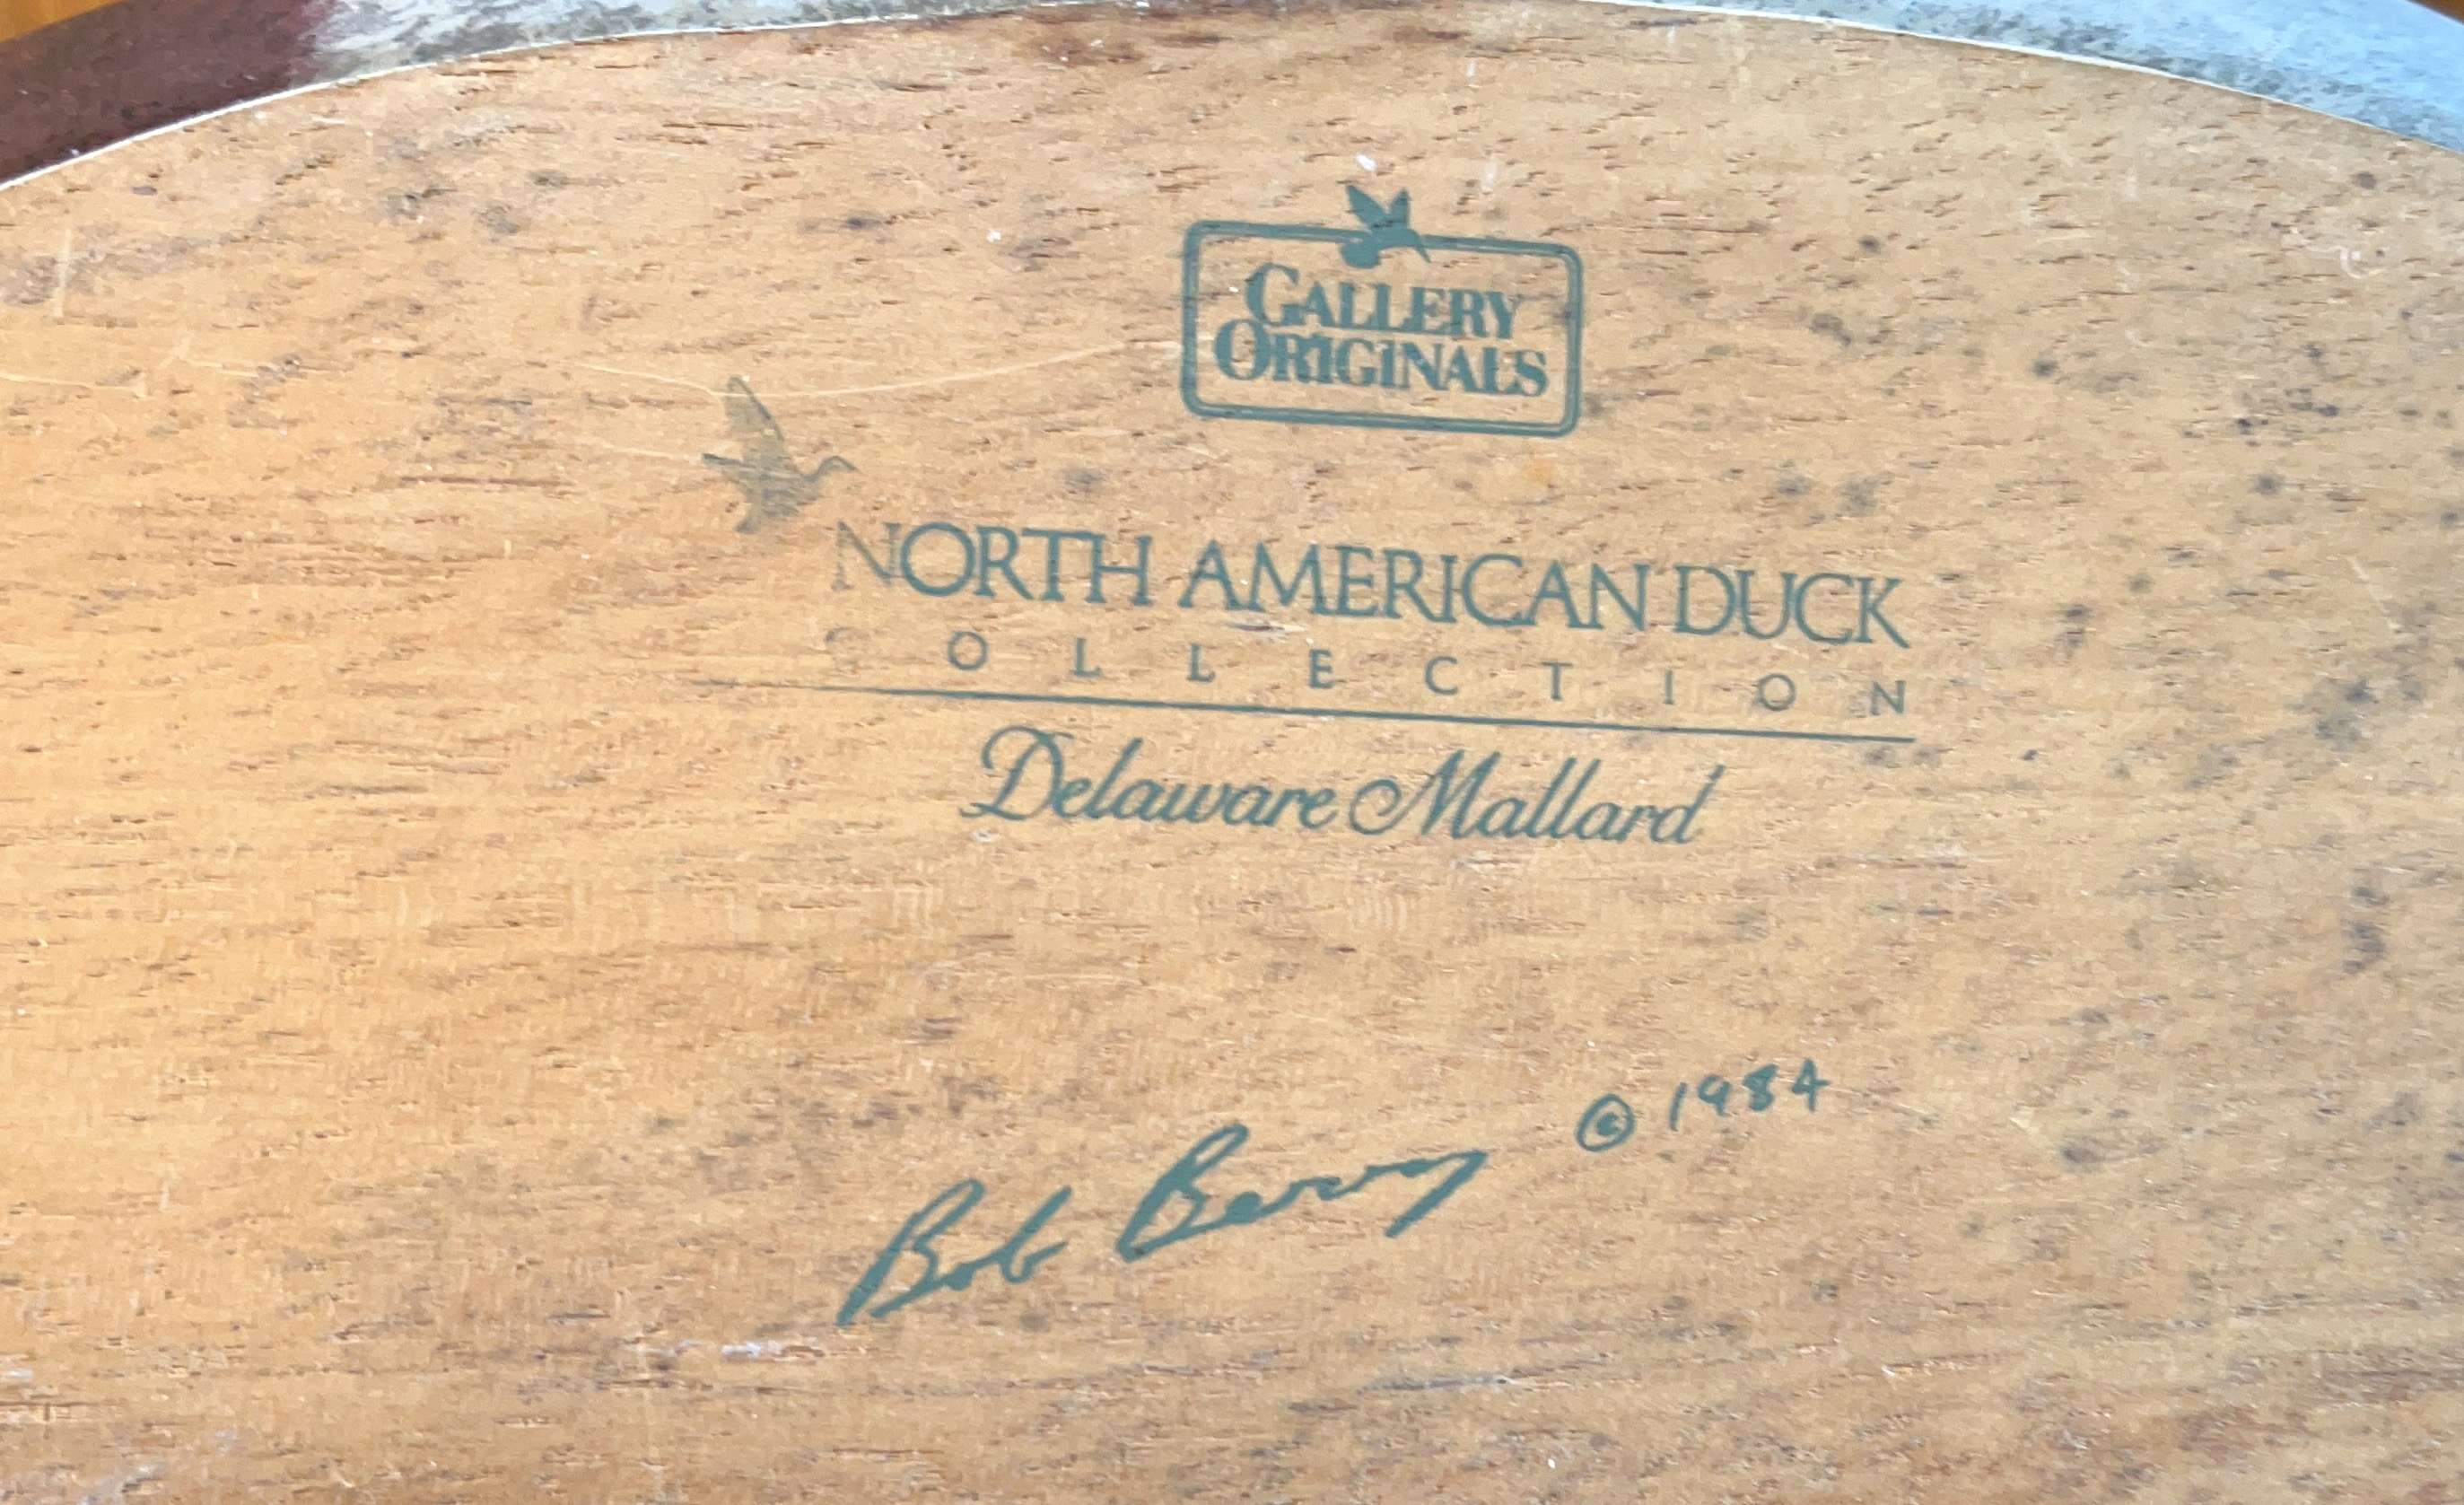 GALLERY
ORIGINALS
NORTH AMERICAN DUCK
COLLECTION
Delaware Mallard
Bob Berry © 1984